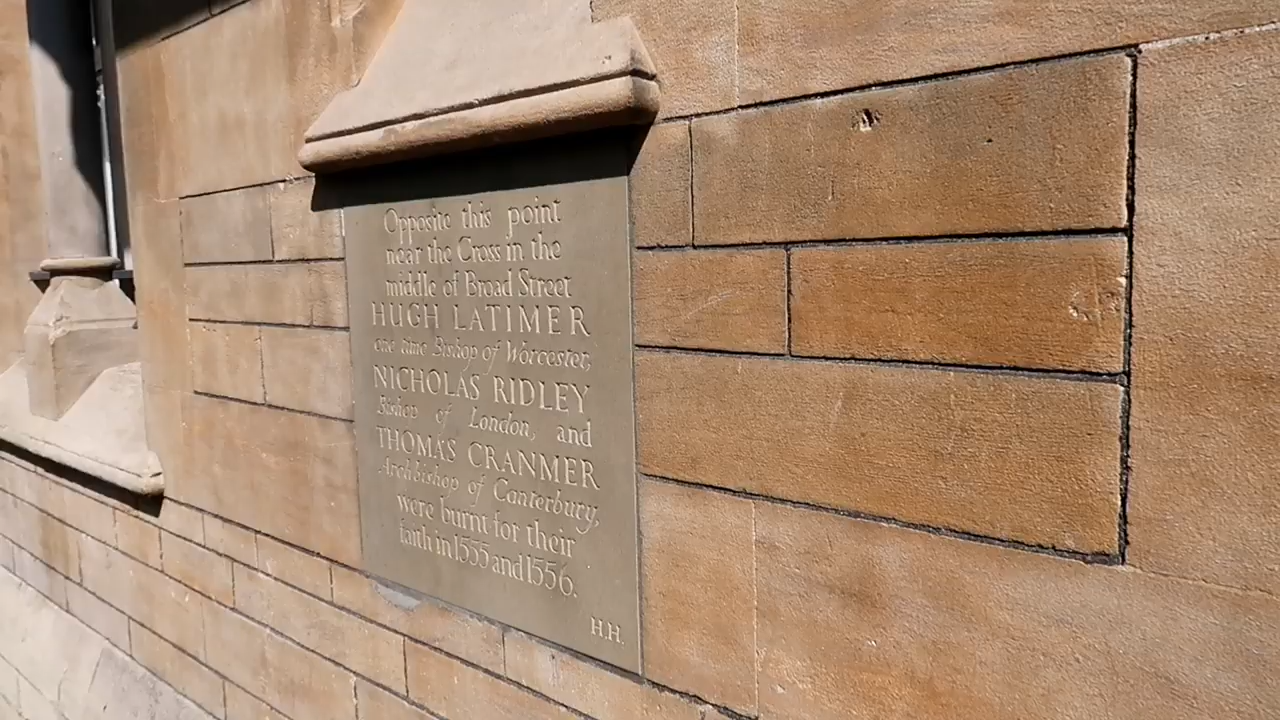 Opposite this point
near the Cross in the
middle of Broad Street
HUGH LATIMER
one time Bishop of Worcester,
NICHOLAS RIDLEY
Bishop of London, and
THOMAS CRANMER
Archbishop of Canterbury,
were burnt for their
faith in 1555 and 1556.
H.H.